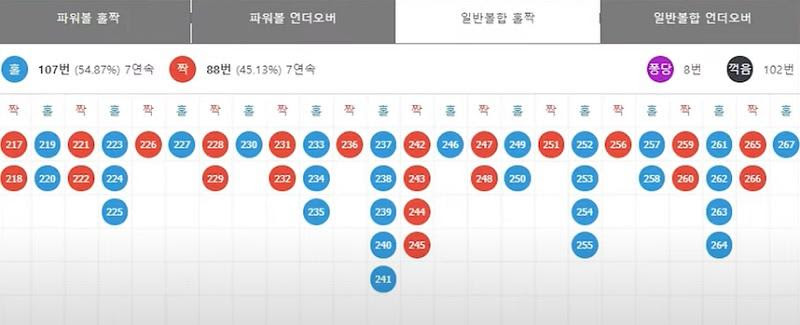 파워볼 홀짝 파워볼 언더오버 일반볼합 홀짝 일반볼합 언더오버
홀 107번 (54.87%) 7연속 짝 88번 (45.13%) 7연속 퐁당 8번 꺽음 102번
짝 홀 짝 홀 짝 홀 짝 홀 짝 홀 짝 홀 짝 홀 짝 홀 짝 홀 짝 홀 짝 홀 짝 홀
217 219 221 223 226 227 228 230 231 233 236 237 242 246 247 249 251 252 256 257 259 261 265 267
218 220 222 224 229 232 234 238 243 248 250 253 258 260 262 266
225 235 239 244 254 263
240 245 255 264
241